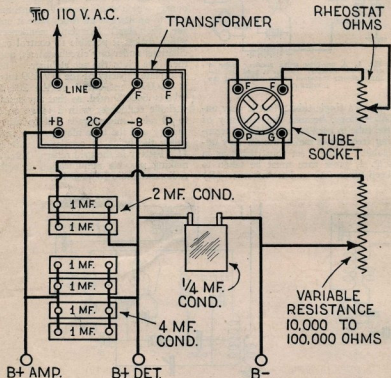 TO 110 V. A.C.
TRANSFORMER
RHEOSTAT
OHMS
LINE
F
F
+B
2C
-B
P
F
F
P
G
TUBE
SOCKET
1 MF.
1 MF.
2 MF. COND.
1 MF.
1 MF.
1 MF.
1 MF.
4 MF.
COND.
1/4 MF.
COND.
VARIABLE
RESISTANCE
10,000 TO
100,000 OHMS
B+ AMP.
B+ DET.
B-